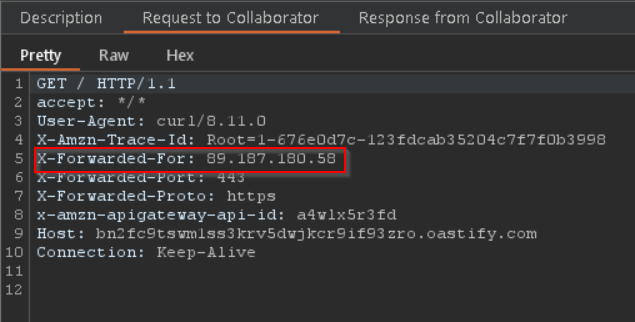 Description Request to Collaborator Response from Collaborator
Pretty Raw Hex
1 GET / HTTP/1.1
2 accept: */*
3 User-Agent: curl/8.11.0
4 X-Amzn-Trace-Id: Root=1-676e0d7c-123fdcab35204c7f7f0b3998
5 X-Forwarded-For: 89.187.180.58
6 X-Forwarded-Port: 443
7 X-Forwarded-Proto: https
8 x-amzn-apigateway-api-id: a4wlx5r3fd
9 Host: bn2fc9tswm1ss3krv5dwjkcr9if93zro.oastify.com
10 Connection: Keep-Alive
11
12